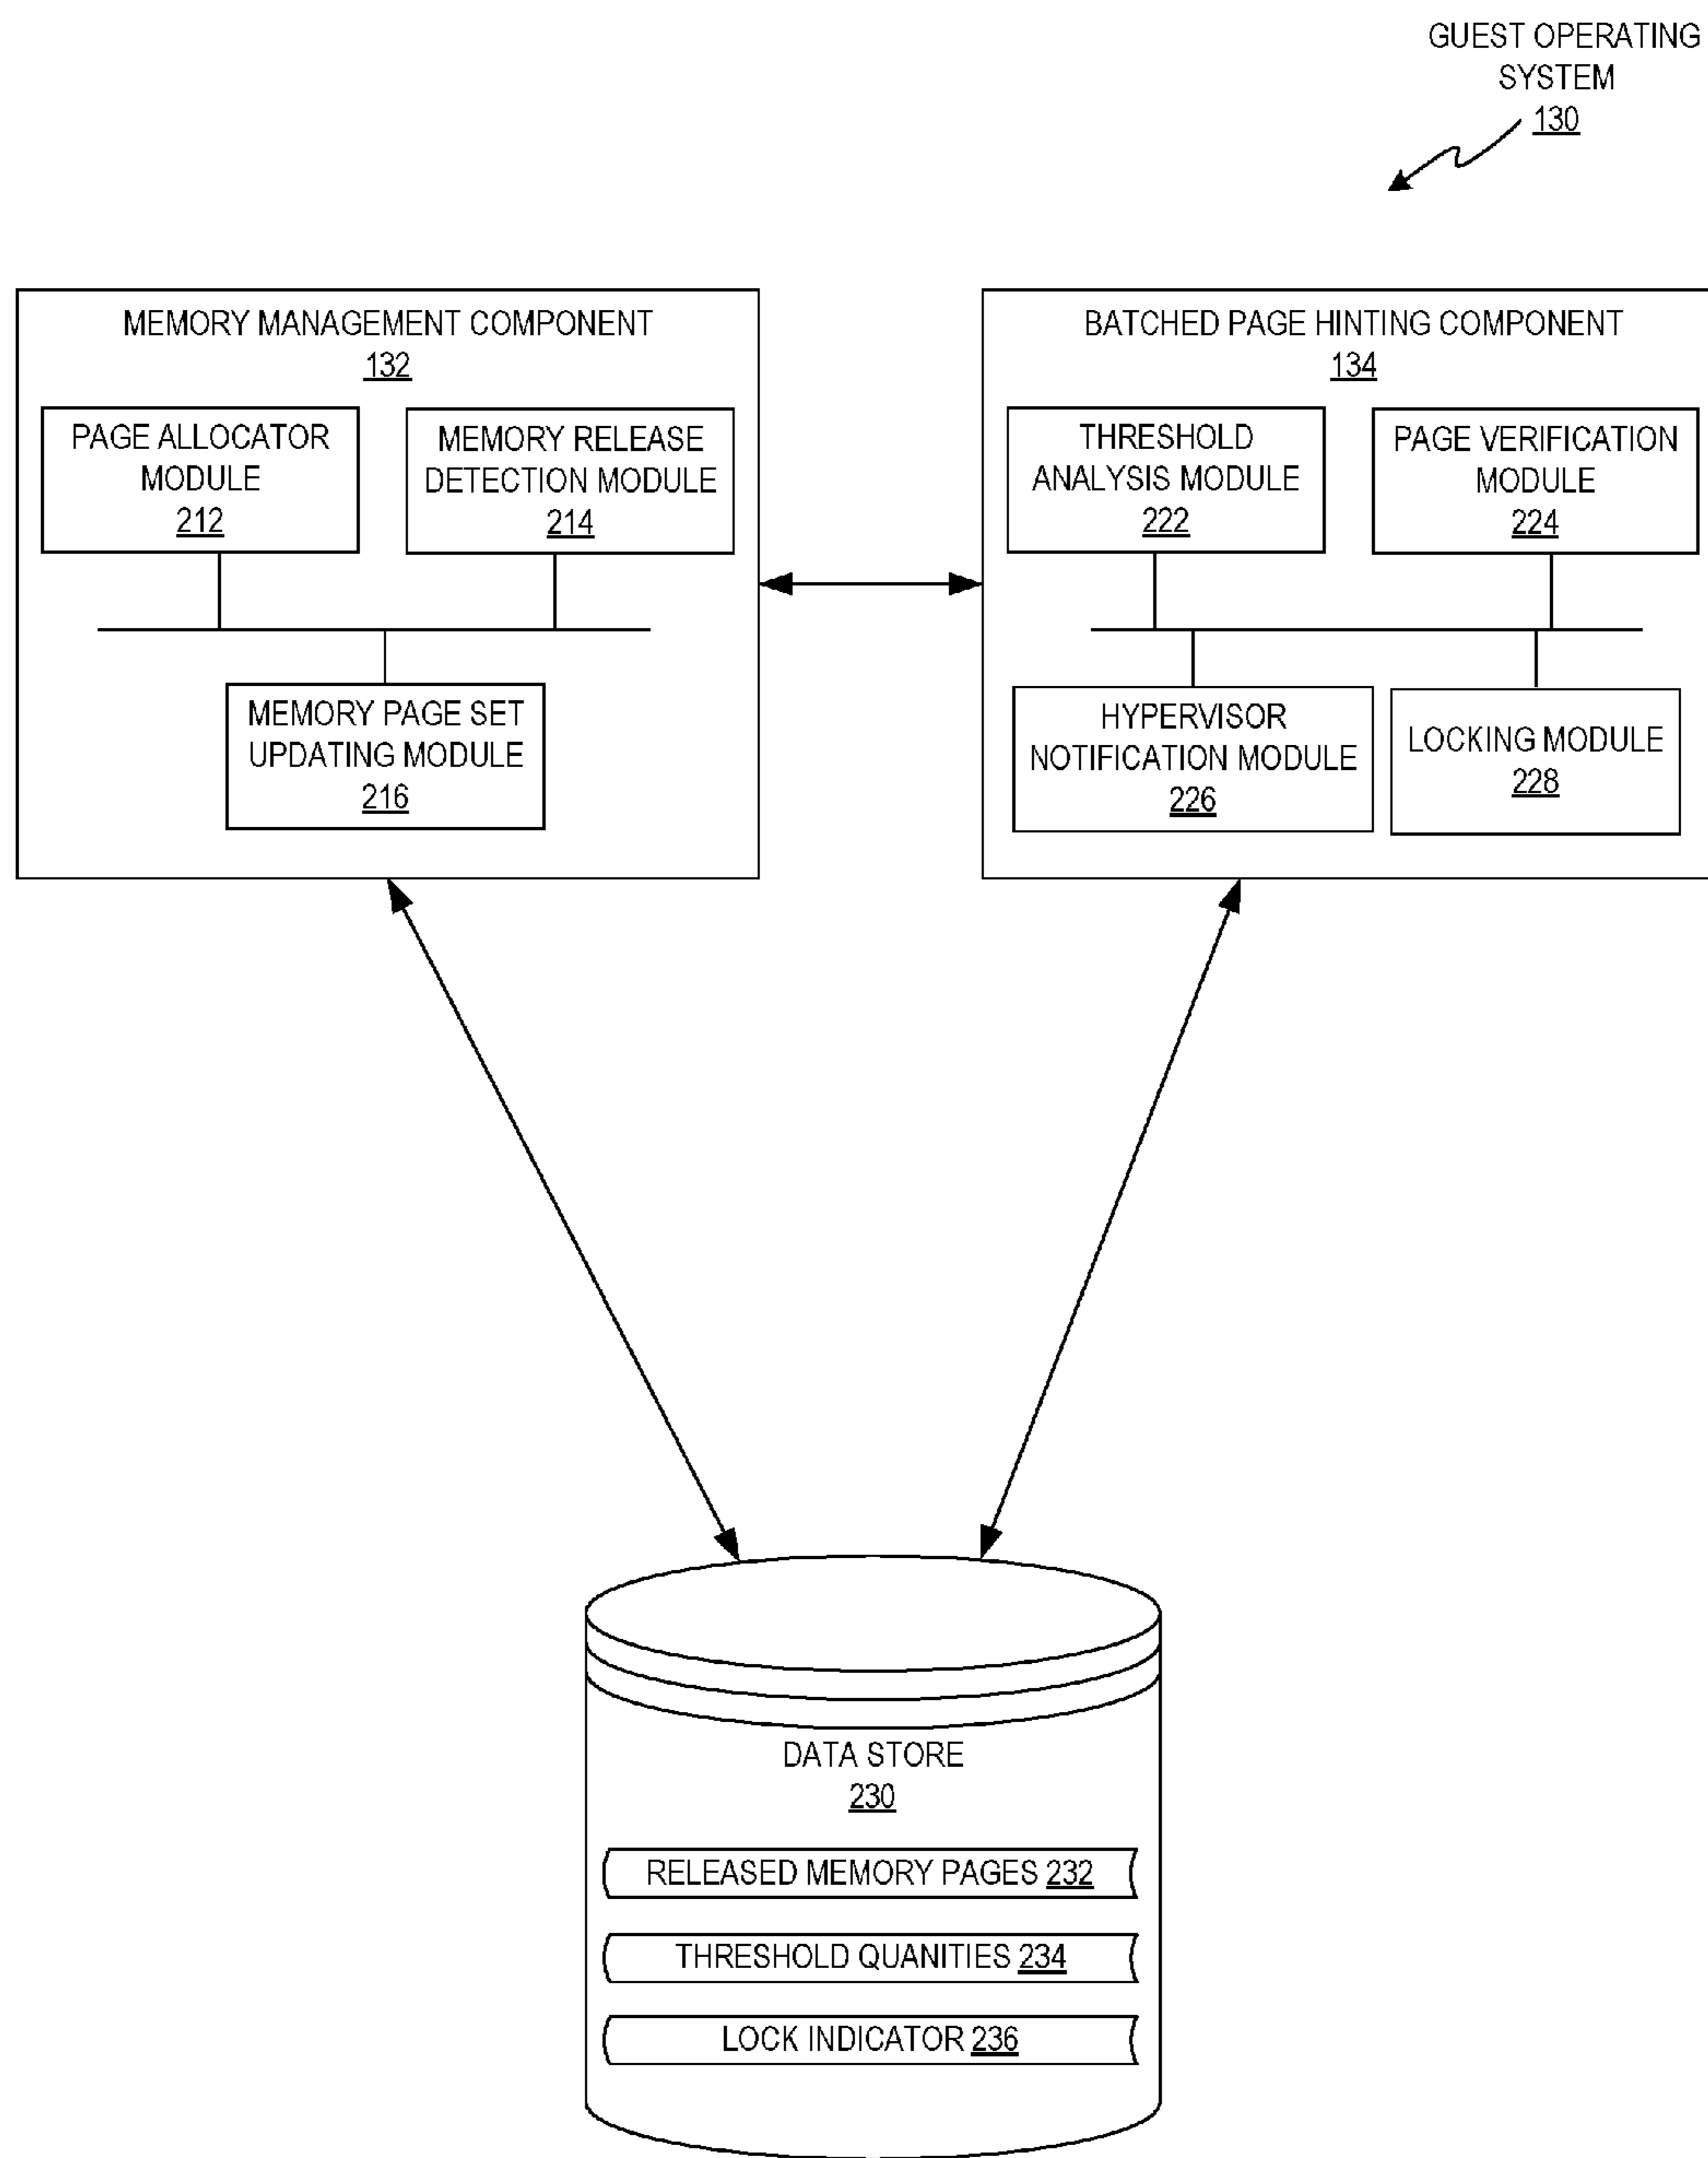 GUEST OPERATING
SYSTEM
130
MEMORY MANAGEMENT COMPONENT
132
PAGE ALLOCATOR
MODULE
212
MEMORY RELEASE
DETECTION MODULE
214
MEMORY PAGE SET
UPDATING MODULE
216
BATCHED PAGE HINTING COMPONENT
134
THRESHOLD
ANALYSIS MODULE
222
PAGE VERIFICATION
MODULE
224
HYPERVISOR
NOTIFICATION MODULE
226
LOCKING MODULE
228
DATA STORE
230
RELEASED MEMORY PAGES 232
THRESHOLD QUANITIES 234
LOCK INDICATOR 236